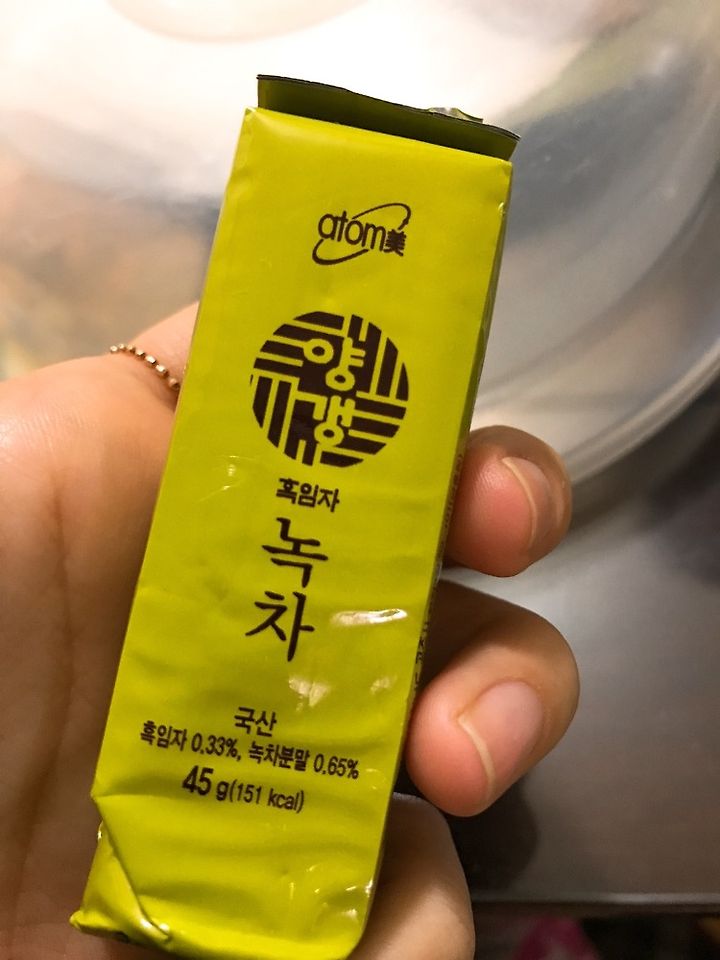 atom美
양
갱
흑임자
녹
차
국산
흑임자 0.33%, 녹차분말 0.65%
45 g(151 kcal)